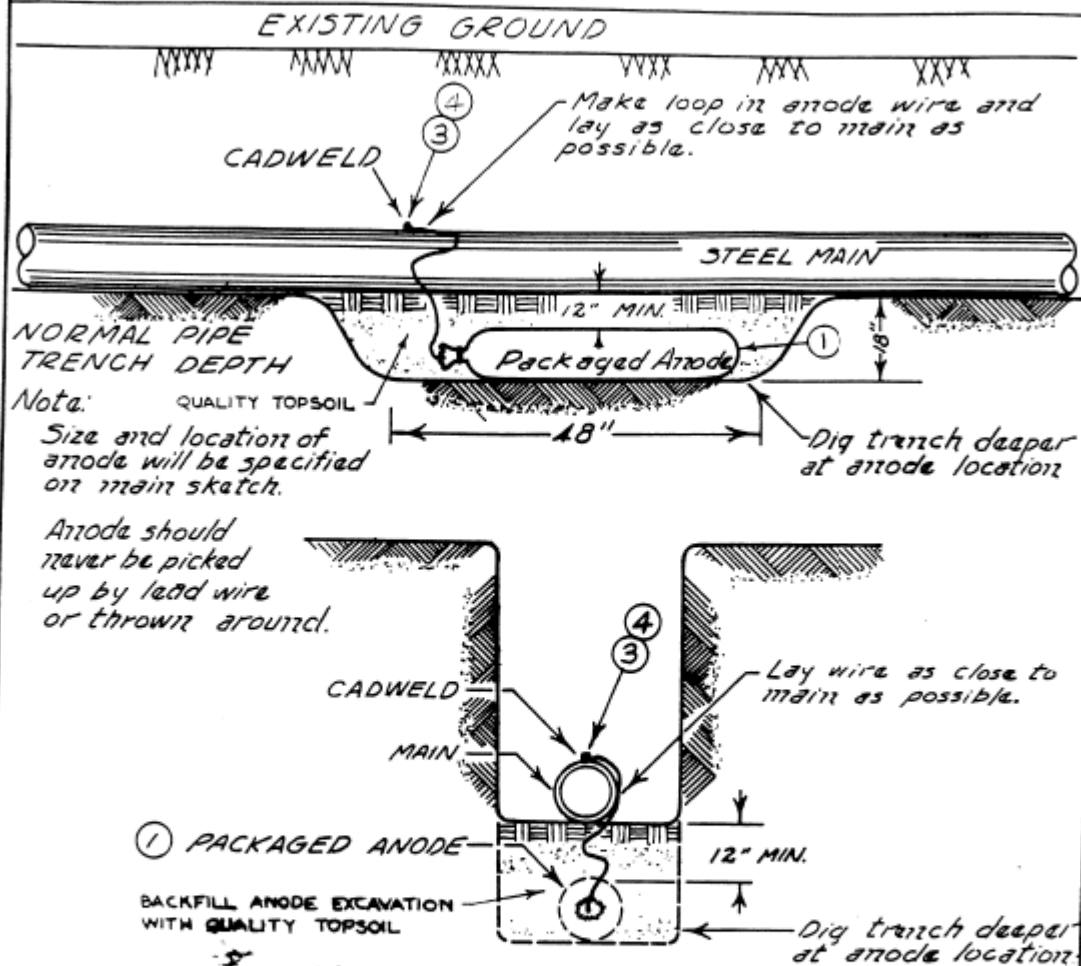 EXISTING GROUND
④
③
Make loop in anode wire and
lay as close to main as
possible.
CADWELD
STEEL MAIN
12" MIN.
NORMAL PIPE
TRENCH DEPTH
Packaged Anode
①
18"
Note:
QUALITY TOPSOIL
48"
Size and location of
anode will be specified
on main sketch.
Dig trench deeper
at anode location
Anode should
never be picked
up by lead wire
or thrown around.
④
③
CADWELD
Lay wire as close to
main as possible.
MAIN
① PACKAGED ANODE
12" MIN.
BACKFILL ANODE EXCAVATION
WITH QUALITY TOPSOIL
Dig trench deeper
at anode location